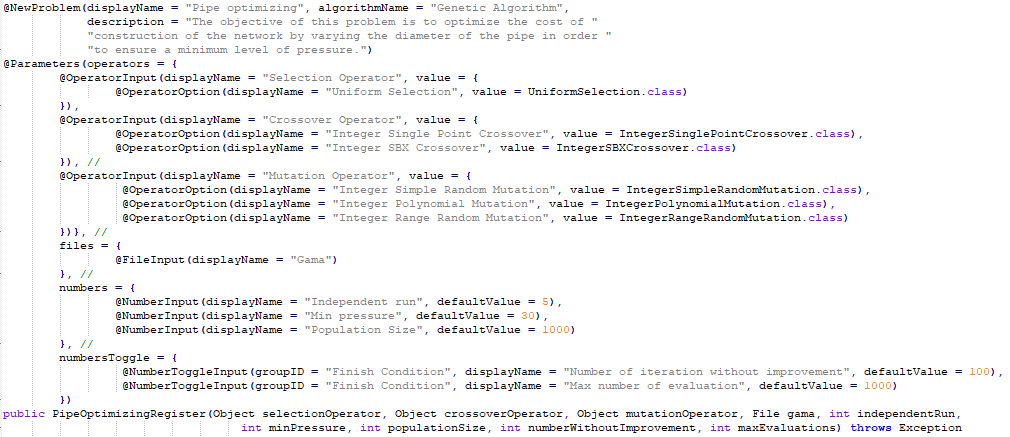 @NewProblem(displayName = "Pipe optimizing", algorithmName = "Genetic Algorithm",
            description = "The objective of this problem is to optimize the cost of "
            "construction of the network by varying the diameter of the pipe in order "
            "to ensure a minimum level of pressure.")
@Parameters(operators = {
        @OperatorInput(displayName = "Selection Operator", value = {
                @OperatorOption(displayName = "Uniform Selection", value = UniformSelection.class)
        }),
        @OperatorInput(displayName = "Crossover Operator", value = {
                @OperatorOption(displayName = "Integer Single Point Crossover", value = IntegerSinglePointCrossover.class),
                @OperatorOption(displayName = "Integer SBX Crossover", value = IntegerSBXCrossover.class)
        }), //
        @OperatorInput(displayName = "Mutation Operator", value = {
                 @OperatorOption(displayName = "Integer Simple Random Mutation", value = IntegerSimpleRandomMutation.class),
                 @OperatorOption(displayName = "Integer Polynomial Mutation", value = IntegerPolynomialMutation.class),
                 @OperatorOption(displayName = "Integer Range Random Mutation", value = IntegerRangeRandomMutation.class)
        })}, //
        files = {
                @FileInput(displayName = "Gama")
        }, //
        numbers = {
                @NumberInput(displayName = "Independent run", defaultValue = 5),
                @NumberInput(displayName = "Min pressure", defaultValue = 30),
                @NumberInput(displayName = "Population Size", defaultValue = 1000)
        }, //
        numbersToggle = {
                 @NumberToggleInput(groupID = "Finish Condition", displayName = "Number of iteration without improvement", defaultValue = 100),
                 @NumberToggleInput(groupID = "Finish Condition", displayName = "Max number of evaluation", defaultValue = 1000)
        })
public PipeOptimizingRegister(Object selectionOperator, Object crossoverOperator, Object mutationOperator, File gama, int independentRun,
                                  int minPressure, int populationSize, int numberWithoutImprovement, int maxEvaluations) throws Exception